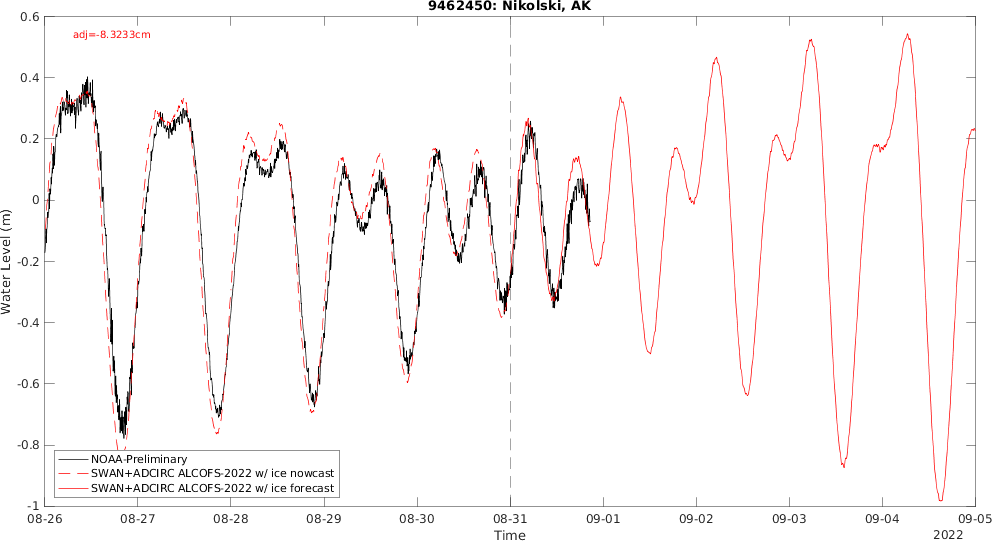 9462450: Nikolski, AK
adj=-8.3233cm
Water Level (m)
0.6
0.4
0.2
0
-0.2
-0.4
-0.6
-0.8
-1
NOAA-Preliminary
SWAN+ADCIRC ALCOFS-2022 w/ ice nowcast
SWAN+ADCIRC ALCOFS-2022 w/ ice forecast
08-26 08-27 08-28 08-29 08-30 08-31 09-01 09-02 09-03 09-04 09-05
Time
2022